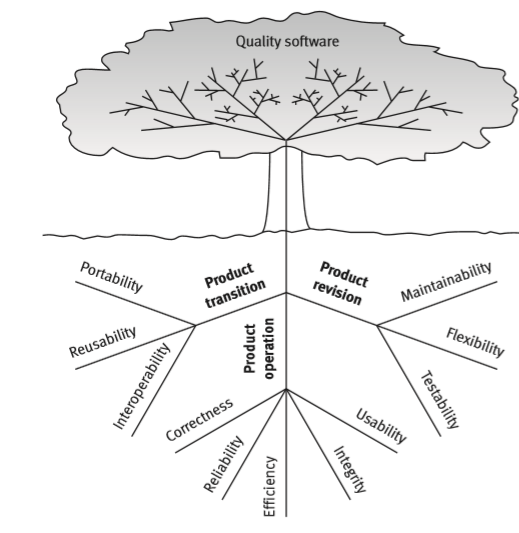 Quality software
Portability
Product
transition
Product
revision
Maintainability
Reusability
Interoperability
Product
operation
Flexibility
Testability
Correctness
Reliability
Efficiency
Integrity
Usability